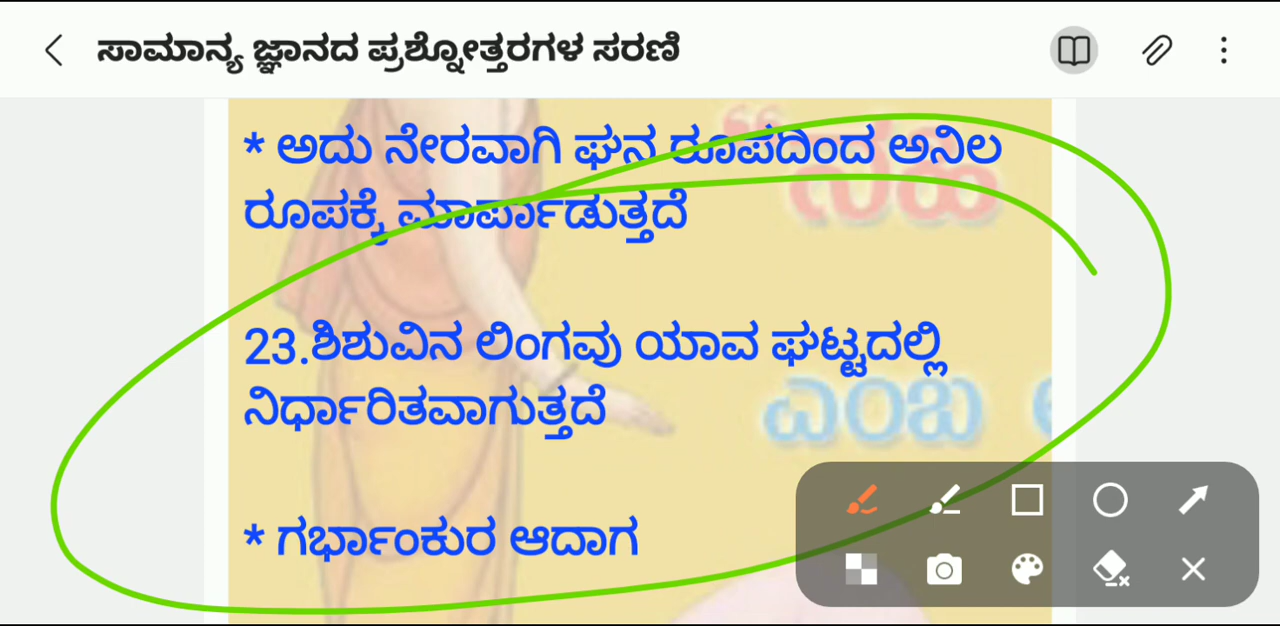 ಸಾಮಾನ್ಯ ಜ್ಞಾನದ ಪ್ರಶ್ನೋತ್ತರಗಳ ಸರಣಿ
* ಅದು ನೇರವಾಗಿ ಘನ ರೂಪದಿಂದ ಅನಿಲ
ರೂಪಕ್ಕೆ ಮಾರ್ಪಾಡುತ್ತದೆ
23.ಶಿಶುವಿನ ಲಿಂಗವು ಯಾವ ಘಟ್ಟದಲ್ಲಿ
ನಿರ್ಧಾರಿತವಾಗುತ್ತದೆ
ಎಂಬ
* ಗರ್ಭಾಂಕುರ ಆದಾಗ